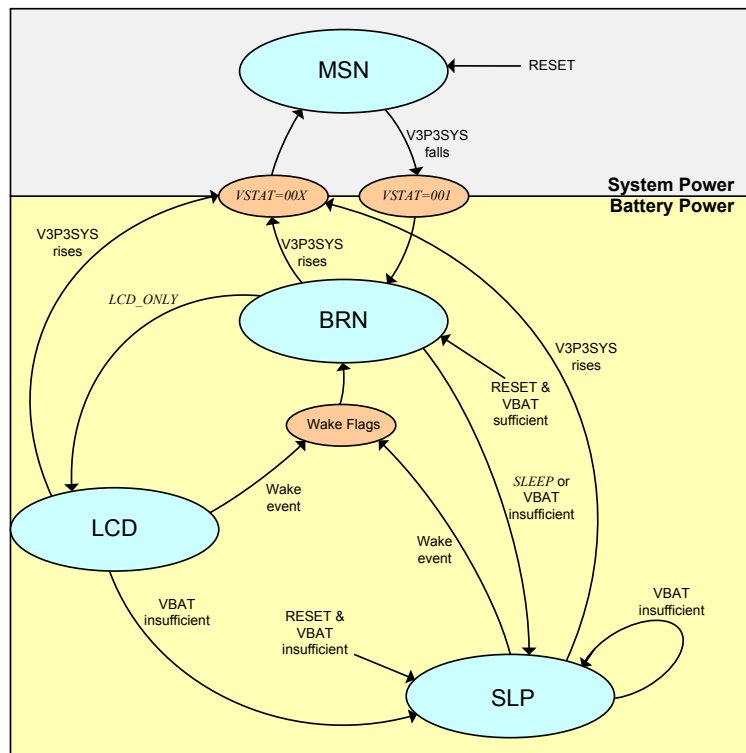 MSN
RESET
V3P3SYS
falls
VSTAT=00X
VSTAT=001
System Power
Battery Power
V3P3SYS
rises
V3P3SYS
rises
LCD_ONLY
BRN
V3P3SYS
rises
RESET &
VBAT
sufficient
Wake Flags
SLEEP or
VBAT
insufficient
Wake
event
LCD
Wake
event
VBAT
insufficient
VBAT
insufficient
RESET &
VBAT
insufficient
SLP